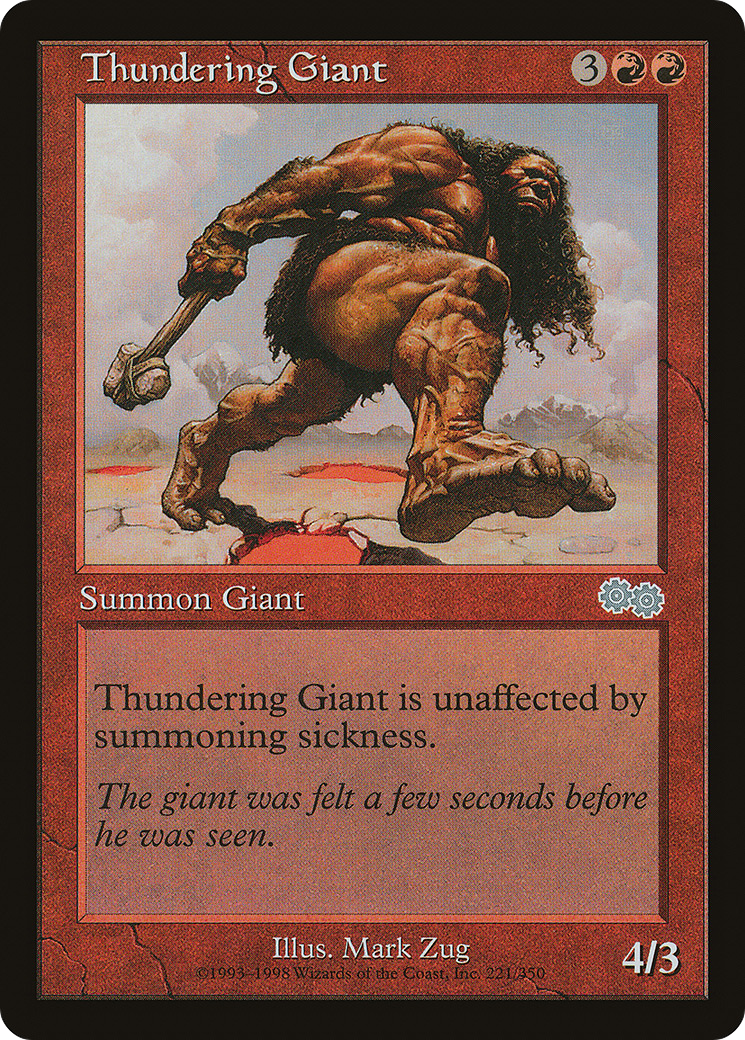 Thundering Giant 3
Summon Giant
Thundering Giant is unaffected by
summoning sickness.
The giant was felt a few seconds before
he was seen.
Illus. Mark Zug
©1993–1998 Wizards of the Coast, Inc. 221/350
4/3